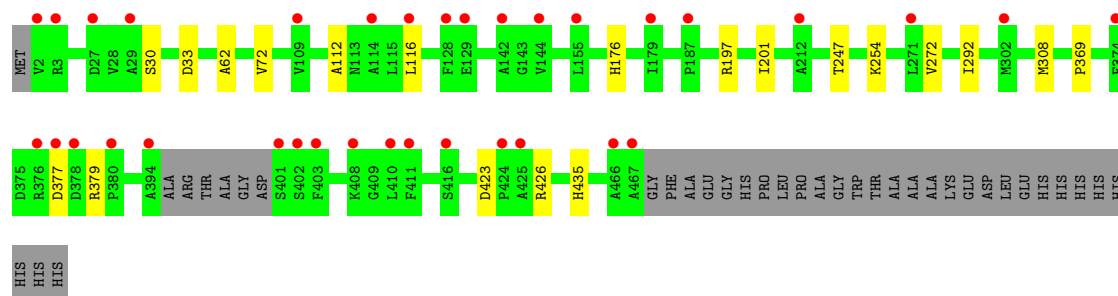 MET V2 R3 D27 V28 A29 S30 D33 A62 V72 V109 A112 N113 A114 L115 L116 F128 E129 A142 G143 V144 L155 H176 I179 P187 R197 I201 A212 T247 K254 L271 V272 I292 M302 M308 P369 E374
D375 R376 D377 D378 R379 P380 A394 ALA ARG THR ALA GLY ASP S401 S402 F403 K408 G409 L410 F411 S416 D423 P424 A425 R426 H435 A466 A467 GLY PHE ALA GLU GLY HIS PRO LEU PRO ALA GLY TRP THR ALA ALA ALA LYS GLU ASP LEU GLU HIS HIS HIS HIS HIS
HIS HIS HIS